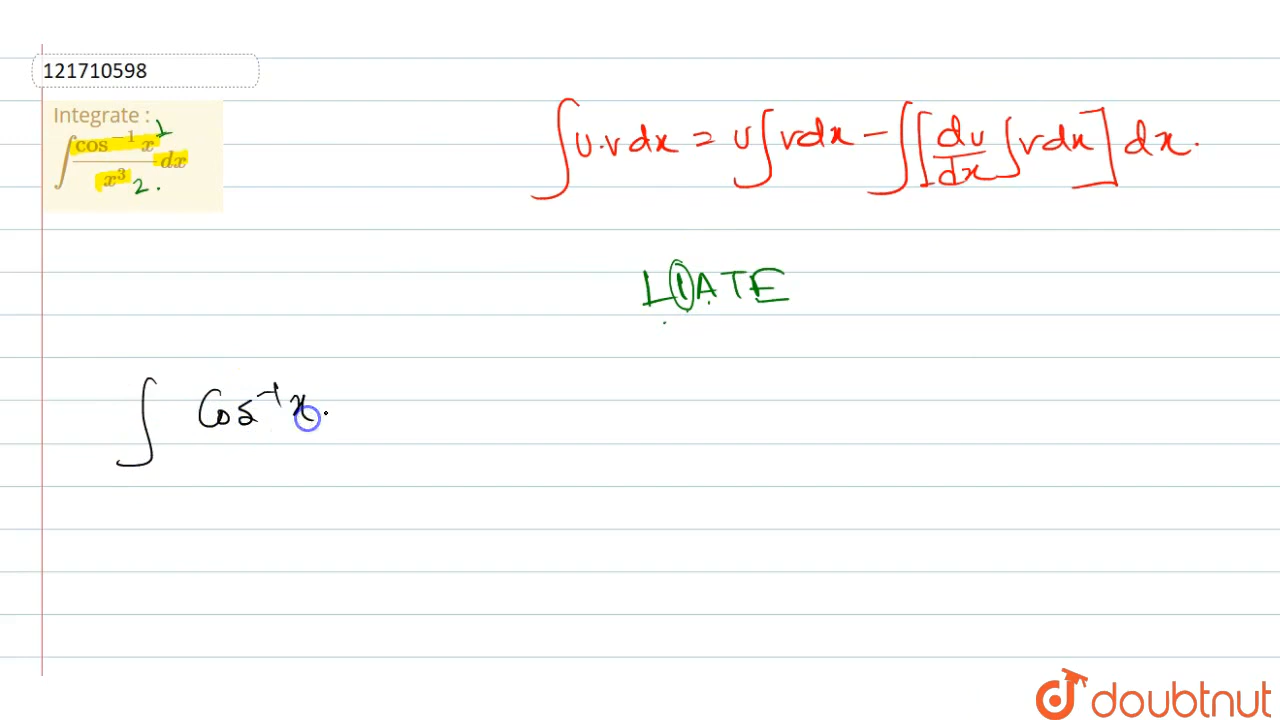 121710598
Integrate :
∫ cos⁻¹ x / x³ dx
1
2.
∫ u·v dx = u ∫ v dx − ∫ [ du/dx ∫ v dx ] dx.
LIATE
∫ Cos⁻¹ x.
doubtnut